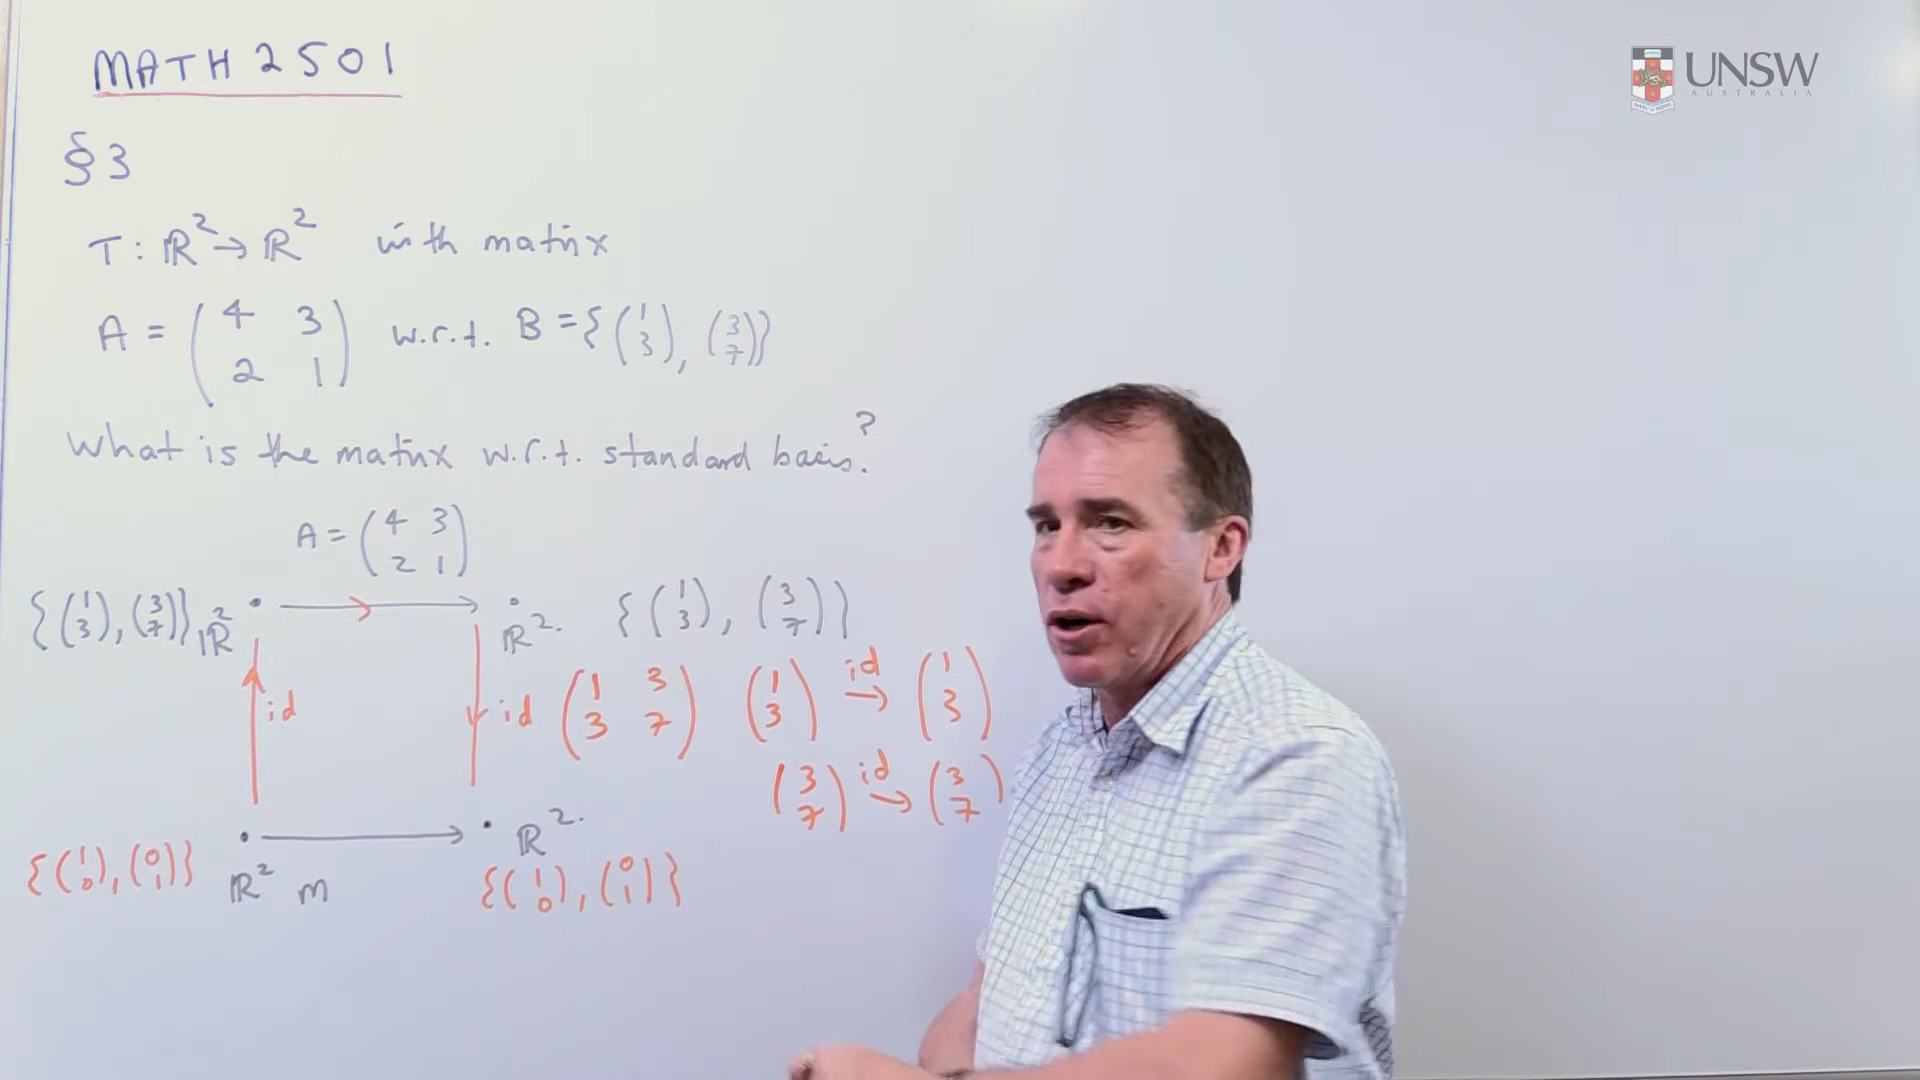 MATH2501
UNSW
AUSTRALIA
§3
T: ℝ² → ℝ² with matrix
A = (4 3; 2 1) w.r.t. B = {(1; 3), (3; 7)}
What is the matrix w.r.t. standard basis?
A = (4 3; 2 1)
{(1; 3), (3; 7)} ℝ² · → · ℝ². {(1; 3), (3; 7)}
id id (1 3; 3 7) (1; 3) id → (1; 3)
(3; 7) id → (3; 7)
· → · ℝ².
{(1; 0), (0; 1)} ℝ² m {(1; 0), (0; 1)}